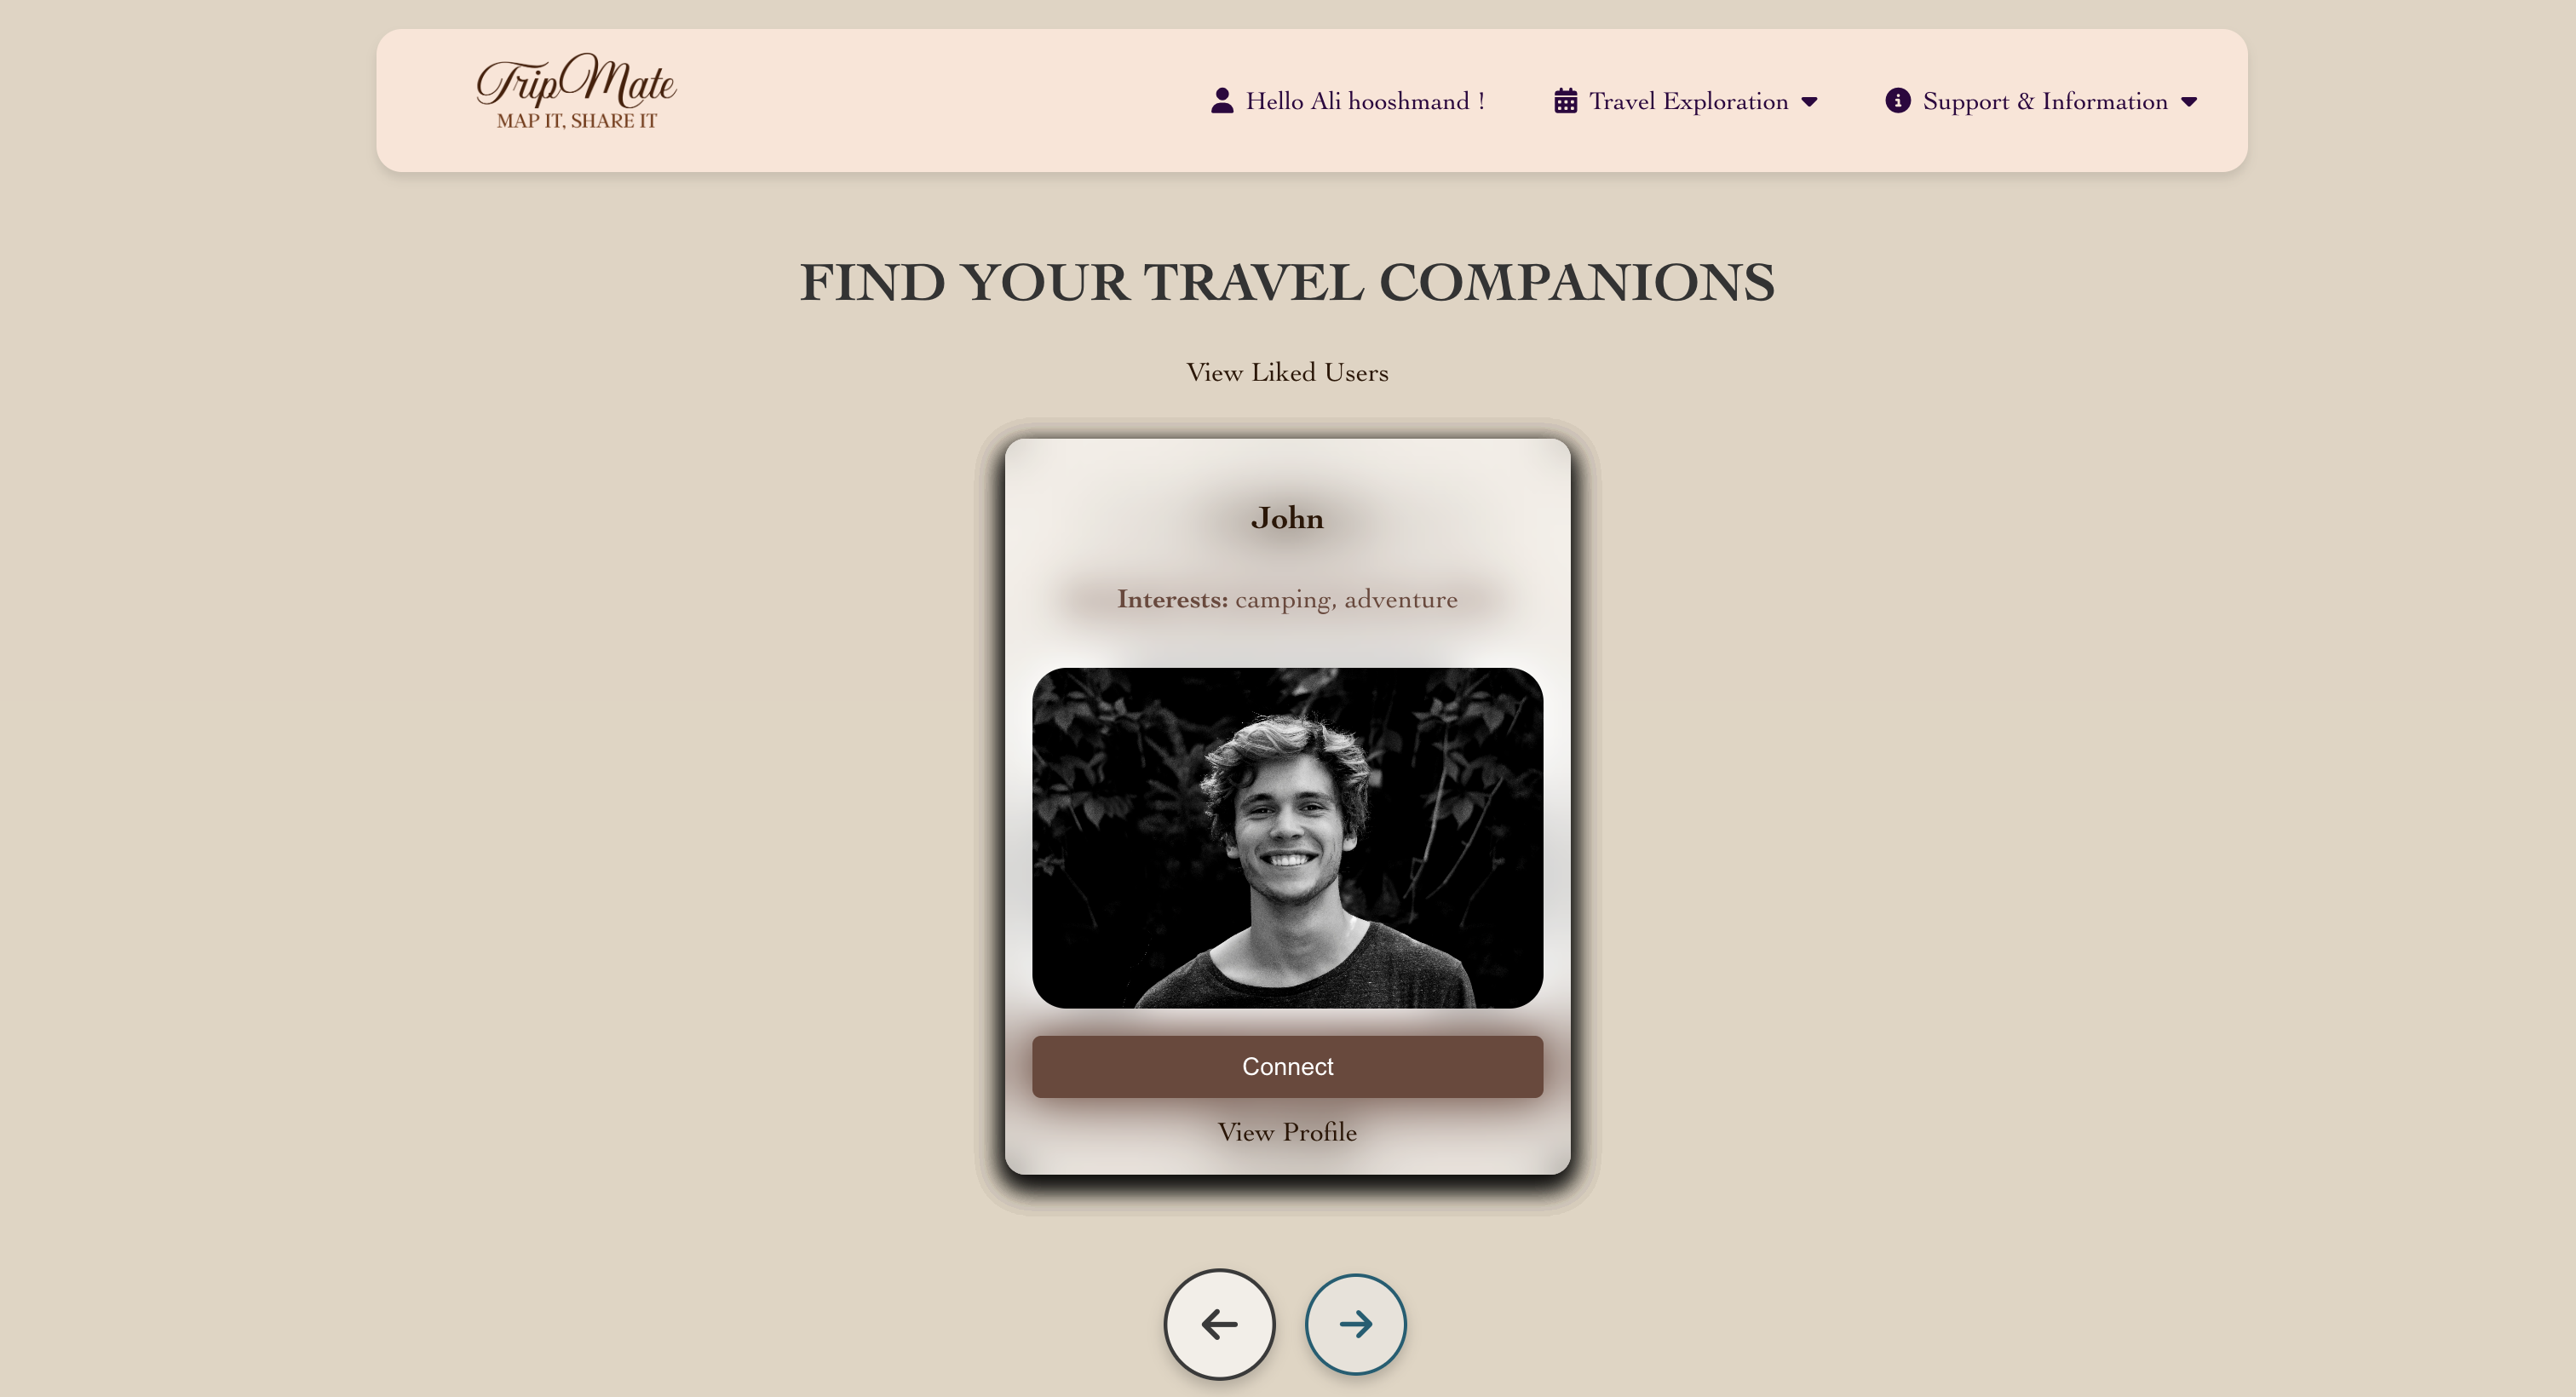 TripMate
MAP IT, SHARE IT
Hello Ali hooshmand !
Travel Exploration
Support & Information
FIND YOUR TRAVEL COMPANIONS
View Liked Users
John
Interests: camping, adventure
Connect
View Profile